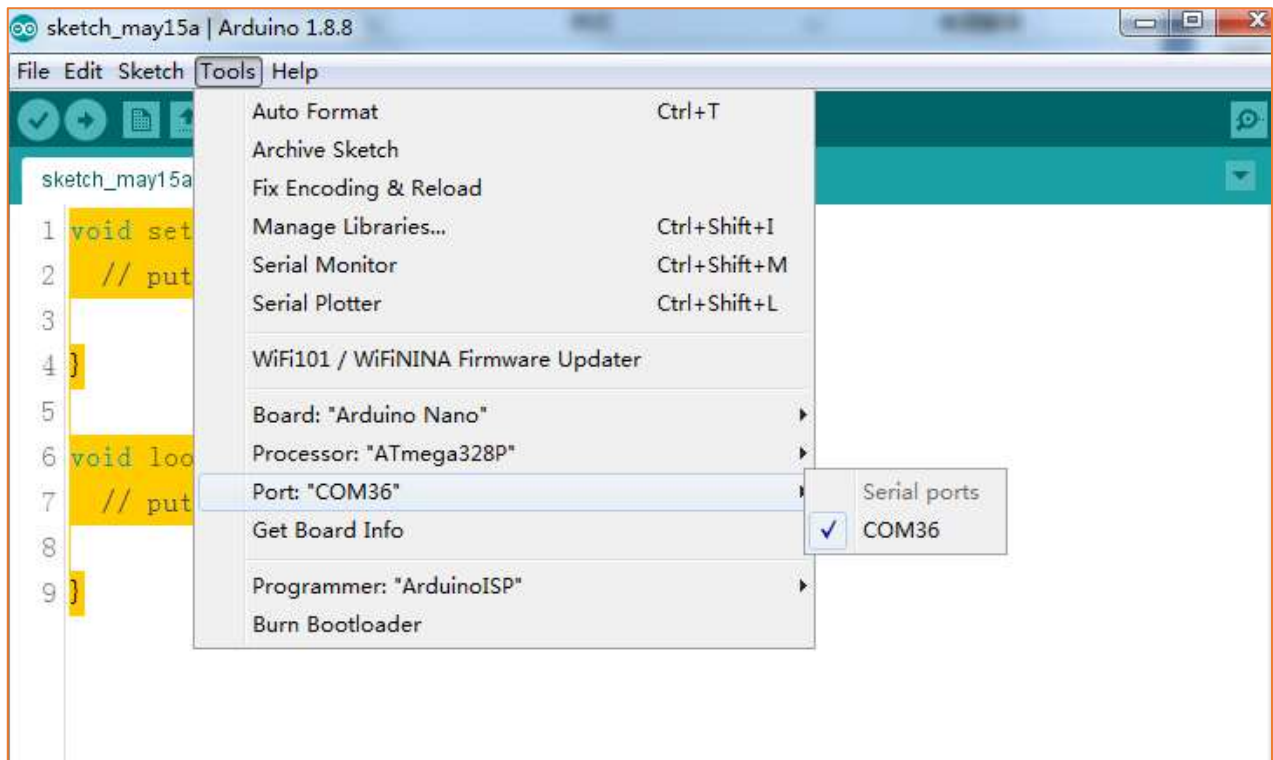 sketch_may15a | Arduino 1.8.8
File Edit Sketch Tools Help
sketch_may15a
Auto Format Ctrl+T
Archive Sketch
Fix Encoding & Reload
Manage Libraries... Ctrl+Shift+I
Serial Monitor Ctrl+Shift+M
Serial Plotter Ctrl+Shift+L
WiFi101 / WiFiNINA Firmware Updater
Board: "Arduino Nano"
Processor: "ATmega328P"
Port: "COM36"
Get Board Info
Programmer: "ArduinoISP"
Burn Bootloader
Serial ports
COM36
1 void set
2 // put
3
4 }
5
6 void loo
7 // put
8
9 }